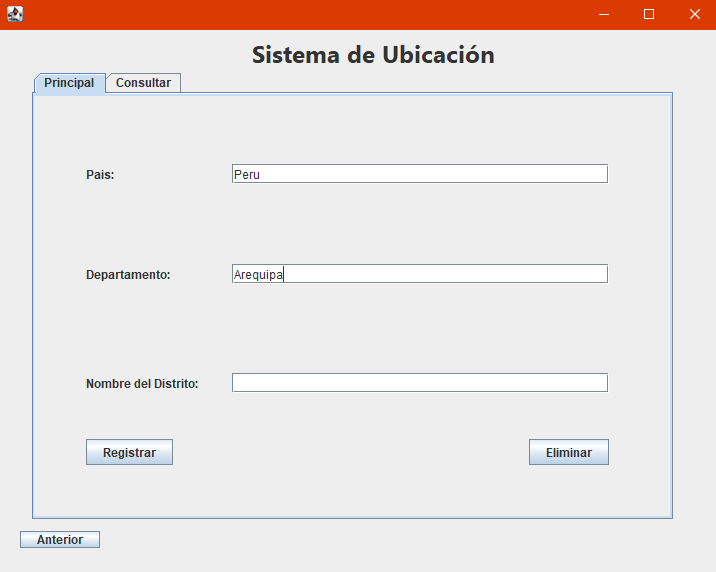 Sistema de Ubicación
Principal Consultar
Pais: Peru
Departamento: Arequipa
Nombre del Distrito:
Registrar Eliminar
Anterior